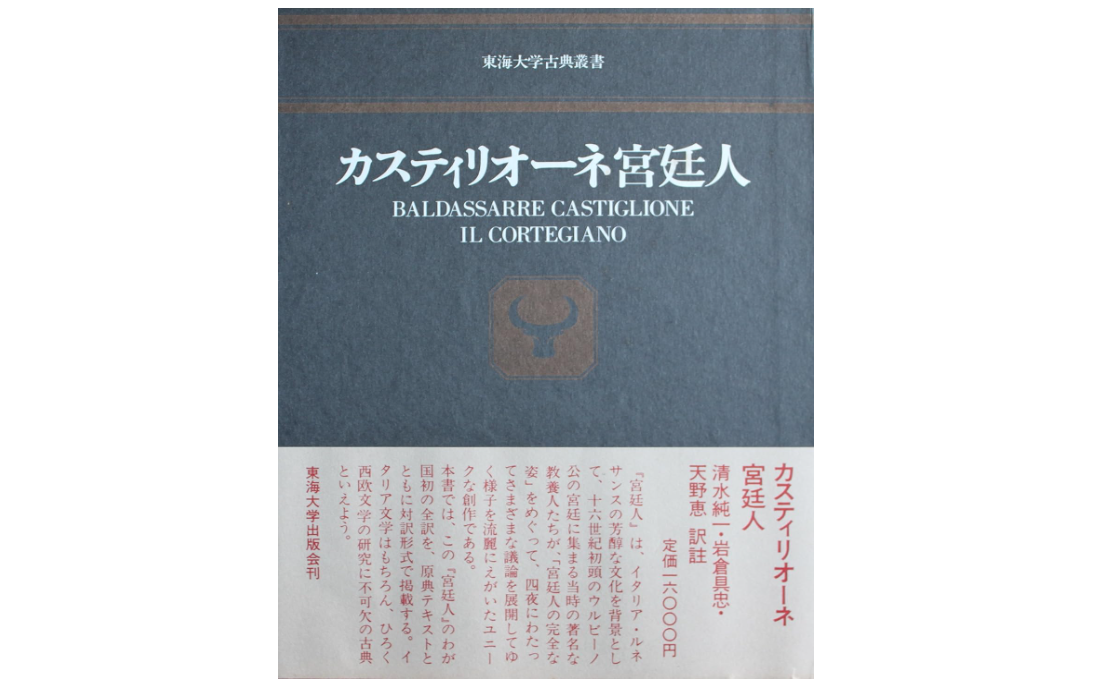 東海大学古典叢書
カスティリオーネ宮廷人
BALDASSARRE CASTIGLIONE
IL CORTEGIANO
カスティリオーネ
宮廷人
清水純一・岩倉具忠・
天野恵 訳註
定価一六〇〇〇円
『宮廷人』は、イタリア・ルネ
サンスの芳醇な文化を背景とし
て、十六世紀初頭のウルビーノ
公の宮廷に集まる当時の著名な
教養人たちが、「宮廷人の完全な
姿」をめぐって、四夜にわたっ
てさまざまな議論を展開してゆ
く様子を流麗にえがいたユニー
クな創作である。
本書では、この『宮廷人』のわが
国初の全訳を、原典テキストと
ともに対訳形式で掲載する。イ
タリア文学はもちろん、ひろく
西欧文学の研究に不可欠の古典
といえよう。
東海大学出版会刊